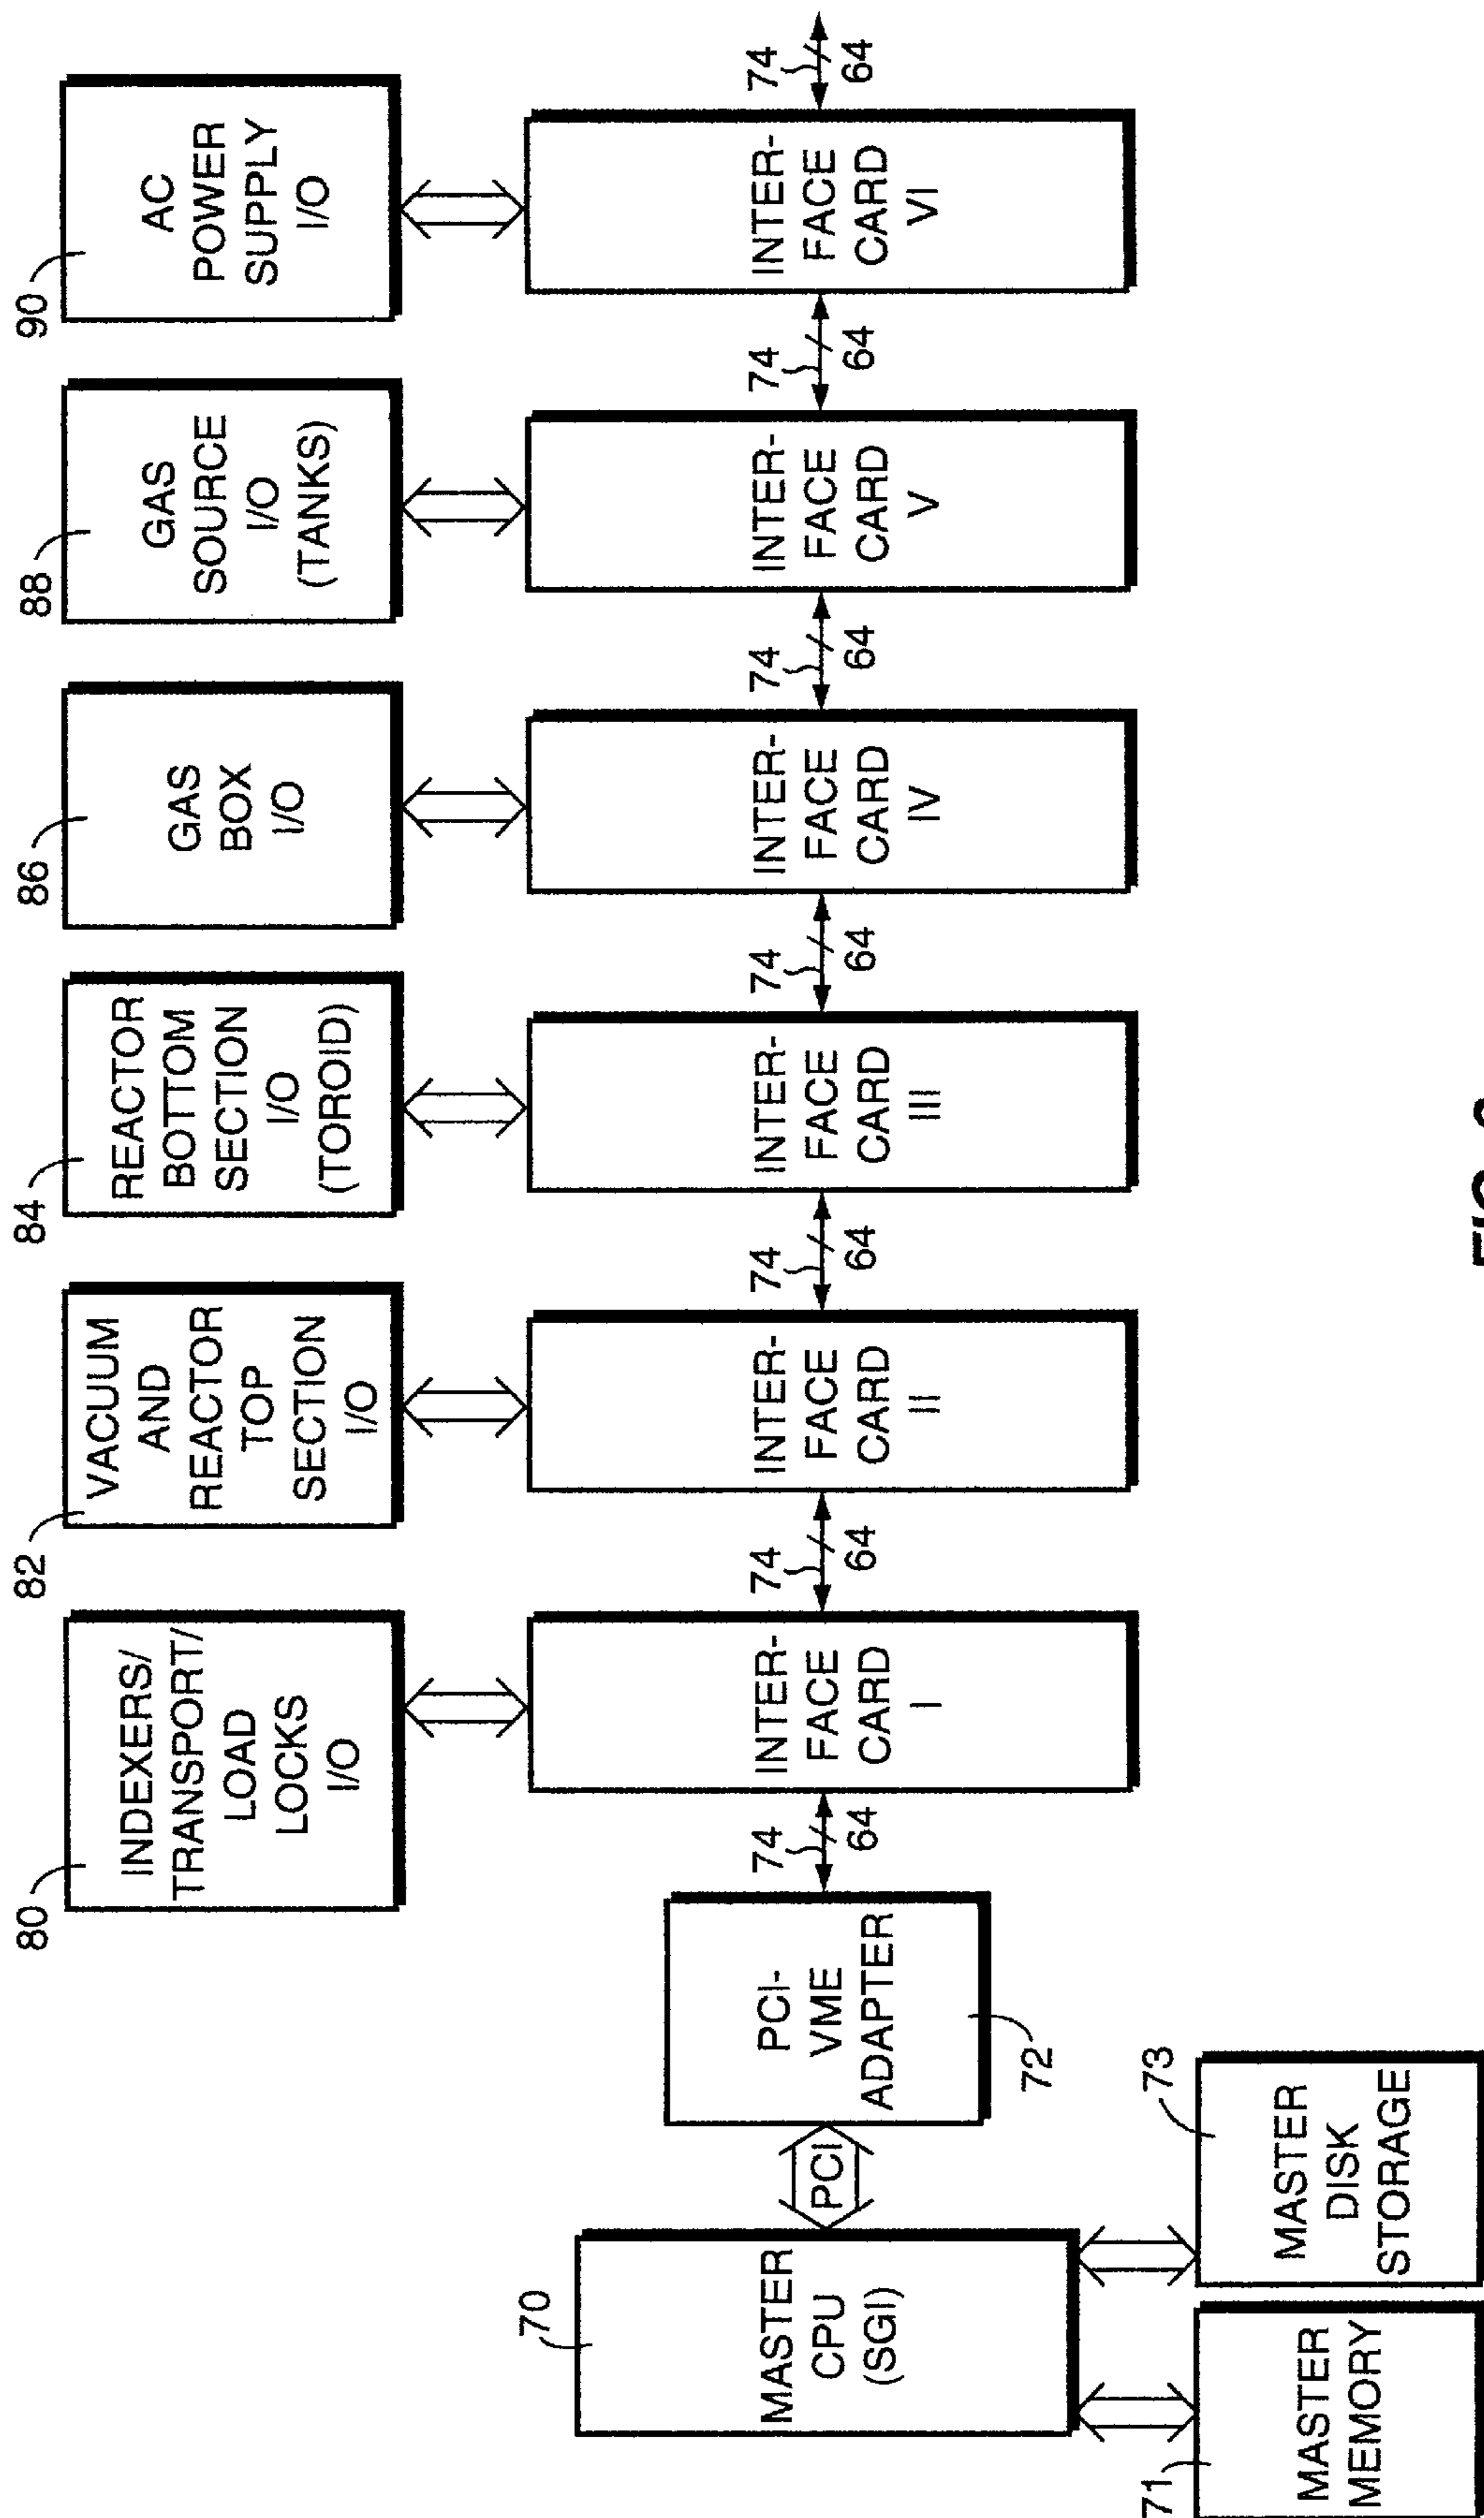 80
INDEXERS/
TRANSPORT/
LOAD
LOCKS
I/O
82
VACUUM
AND
REACTOR
TOP
SECTION
I/O
84
REACTOR
BOTTOM
SECTION
I/O
(TOROID)
86
GAS
BOX
I/O
88
GAS
SOURCE
I/O
(TANKS)
90
AC
POWER
SUPPLY
I/O
70
MASTER
CPU
(SGI)
PCI
PCI-
VME
ADAPTER
72
74
64
INTER-
FACE
CARD
I
74
64
INTER-
FACE
CARD
II
74
64
INTER-
FACE
CARD
III
74
64
INTER-
FACE
CARD
IV
74
64
INTER-
FACE
CARD
V
74
64
INTER-
FACE
CARD
VI
74
64
71
MASTER
MEMORY
73
MASTER
DISK
STORAGE
FIG.